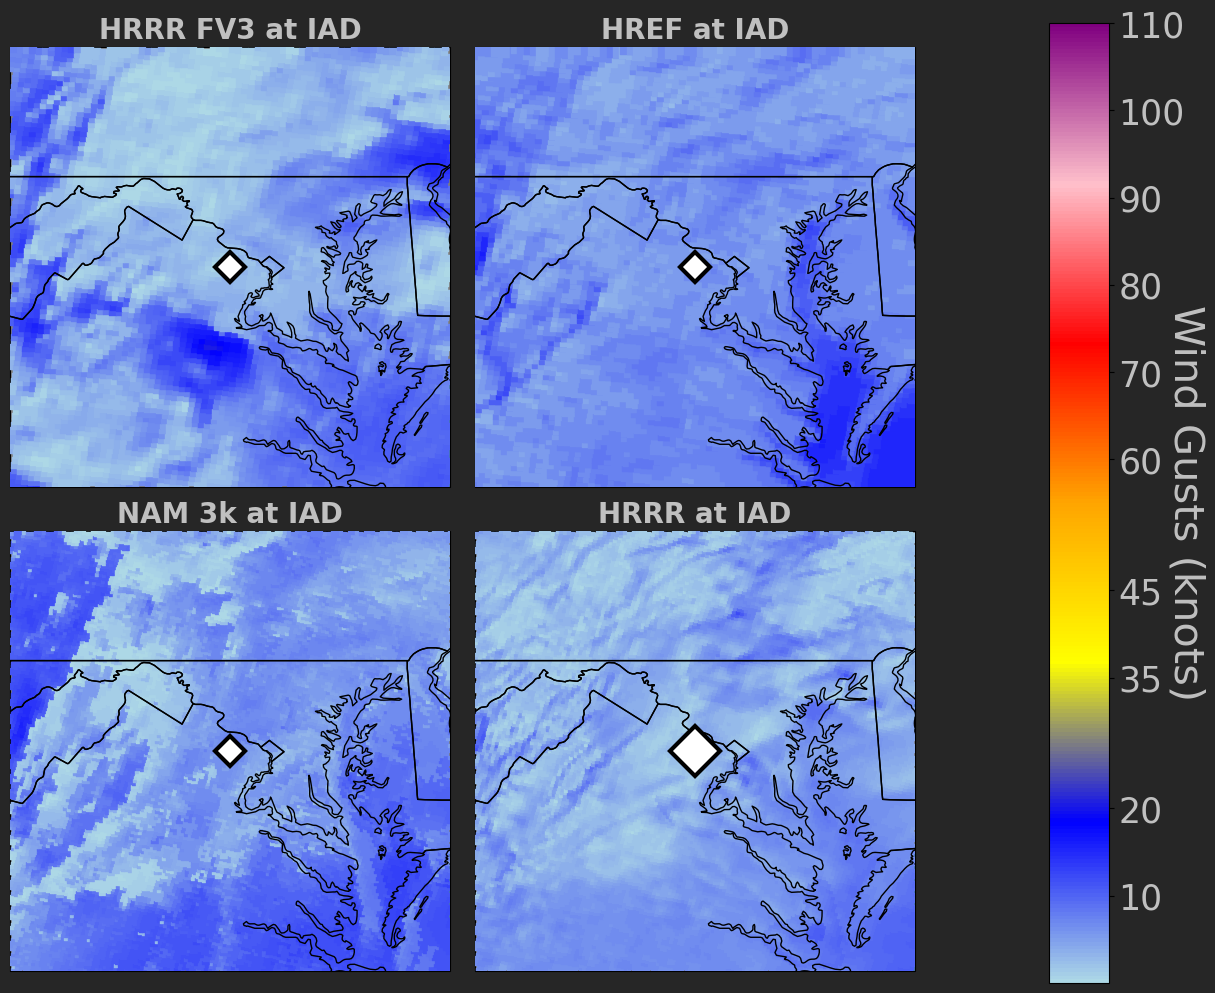 HRRR FV3 at IAD
HREF at IAD
NAM 3k at IAD
HRRR at IAD
110
100
90
80
70
60
45
35
20
10
Wind Gusts (knots)